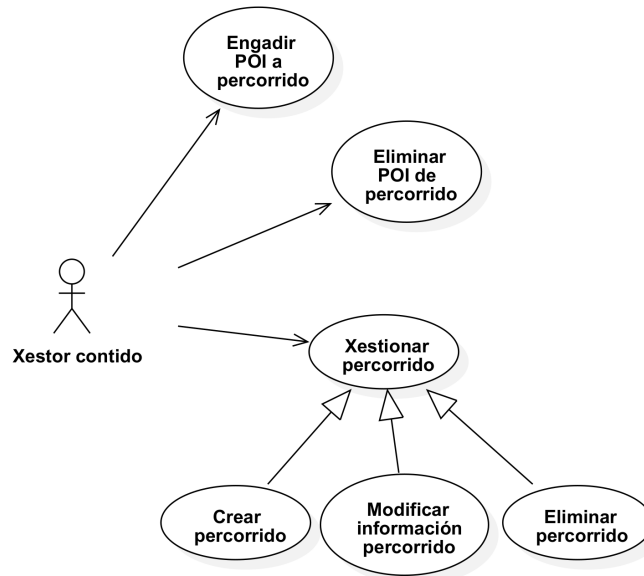 Engadir
POI a
percorrido
Eliminar
POI de
percorrido
Xestor contido
Xestionar
percorrido
Crear
percorrido
Modificar
información
percorrido
Eliminar
percorrido